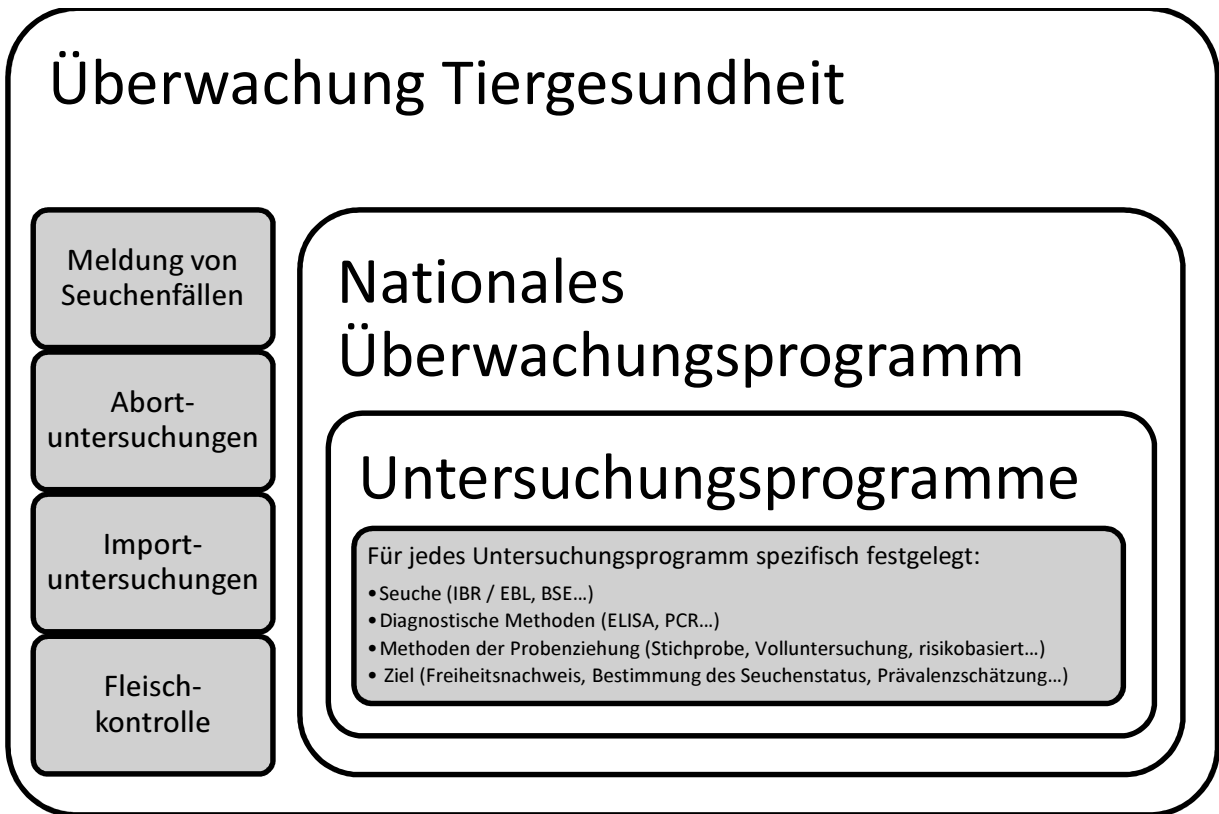 Überwachung Tiergesundheit
Meldung von
Seuchenfällen
Abort-
untersuchungen
Import-
untersuchungen
Fleisch-
kontrolle
Nationales
Überwachungsprogramm
Untersuchungsprogramme
Für jedes Untersuchungsprogramm spezifisch festgelegt:
•Seuche (IBR / EBL, BSE…)
•Diagnostische Methoden (ELISA, PCR…)
•Methoden der Probenziehung (Stichprobe, Volluntersuchung, risikobasiert…)
• Ziel (Freiheitsnachweis, Bestimmung des Seuchenstatus, Prävalenzschätzung…)